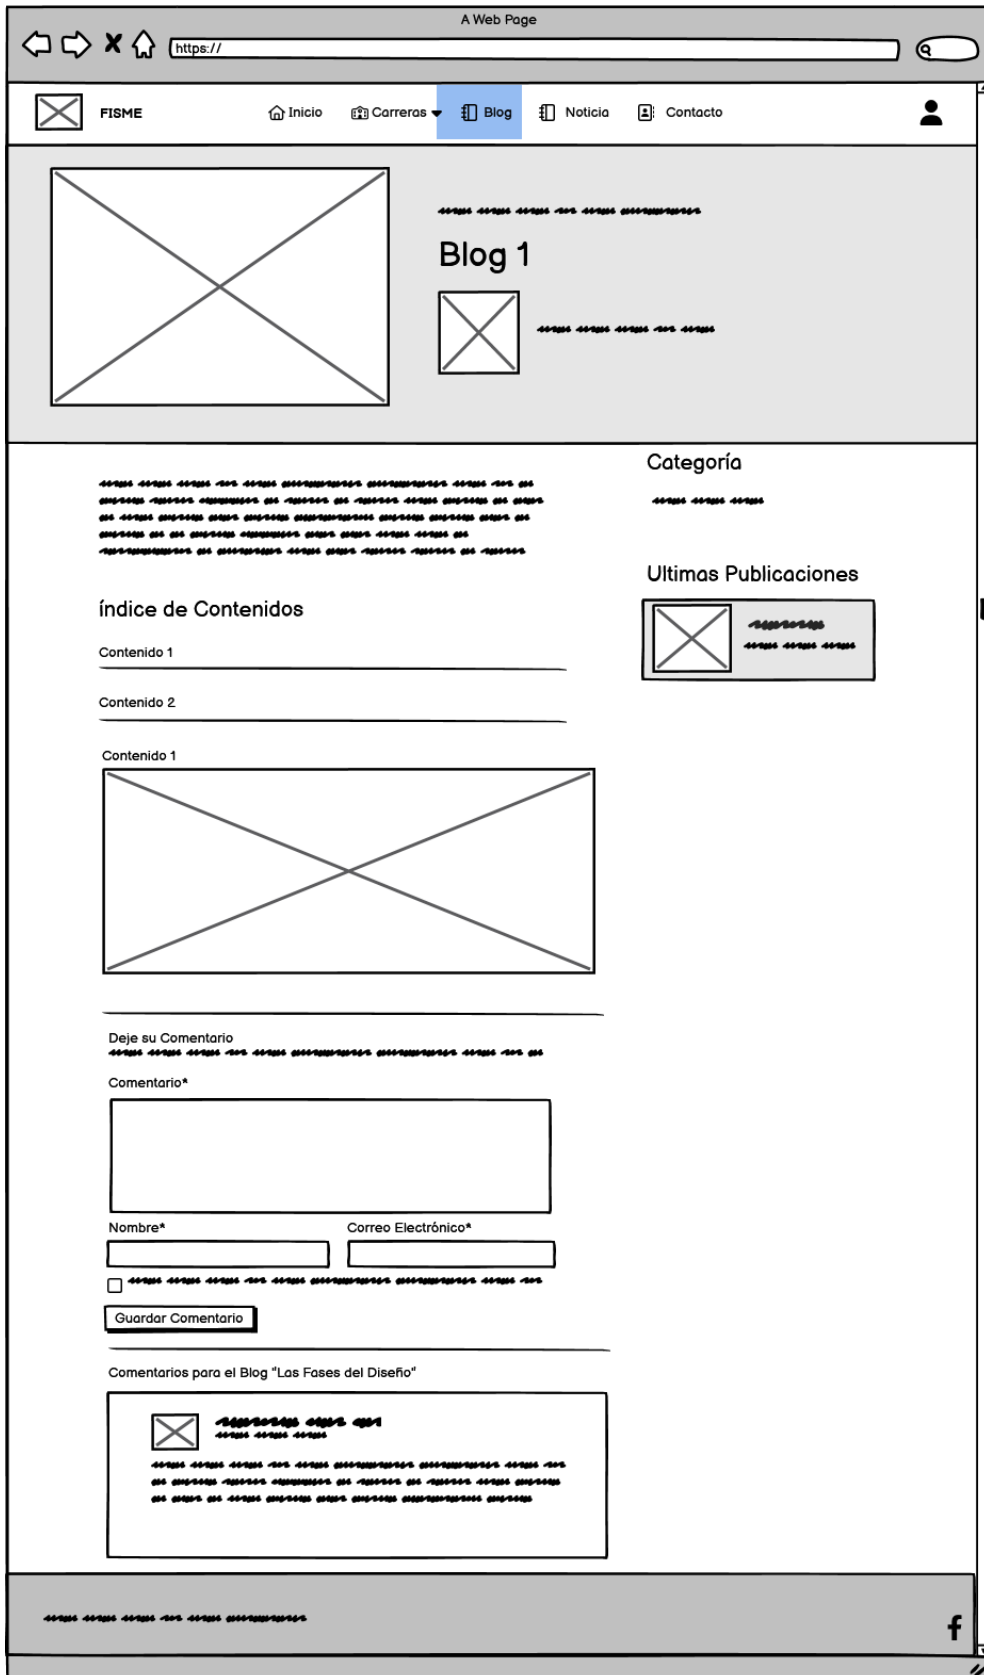 A Web Page
https://
FISME Inicio Carreras Blog Noticia Contacto
Blog 1
Categoría
Ultimas Publicaciones
índice de Contenidos
Contenido 1
Contenido 2
Contenido 1
Deje su Comentario
Comentario*
Nombre* Correo Electrónico*
Guardar Comentario
Comentarios para el Blog "Las Fases del Diseño"